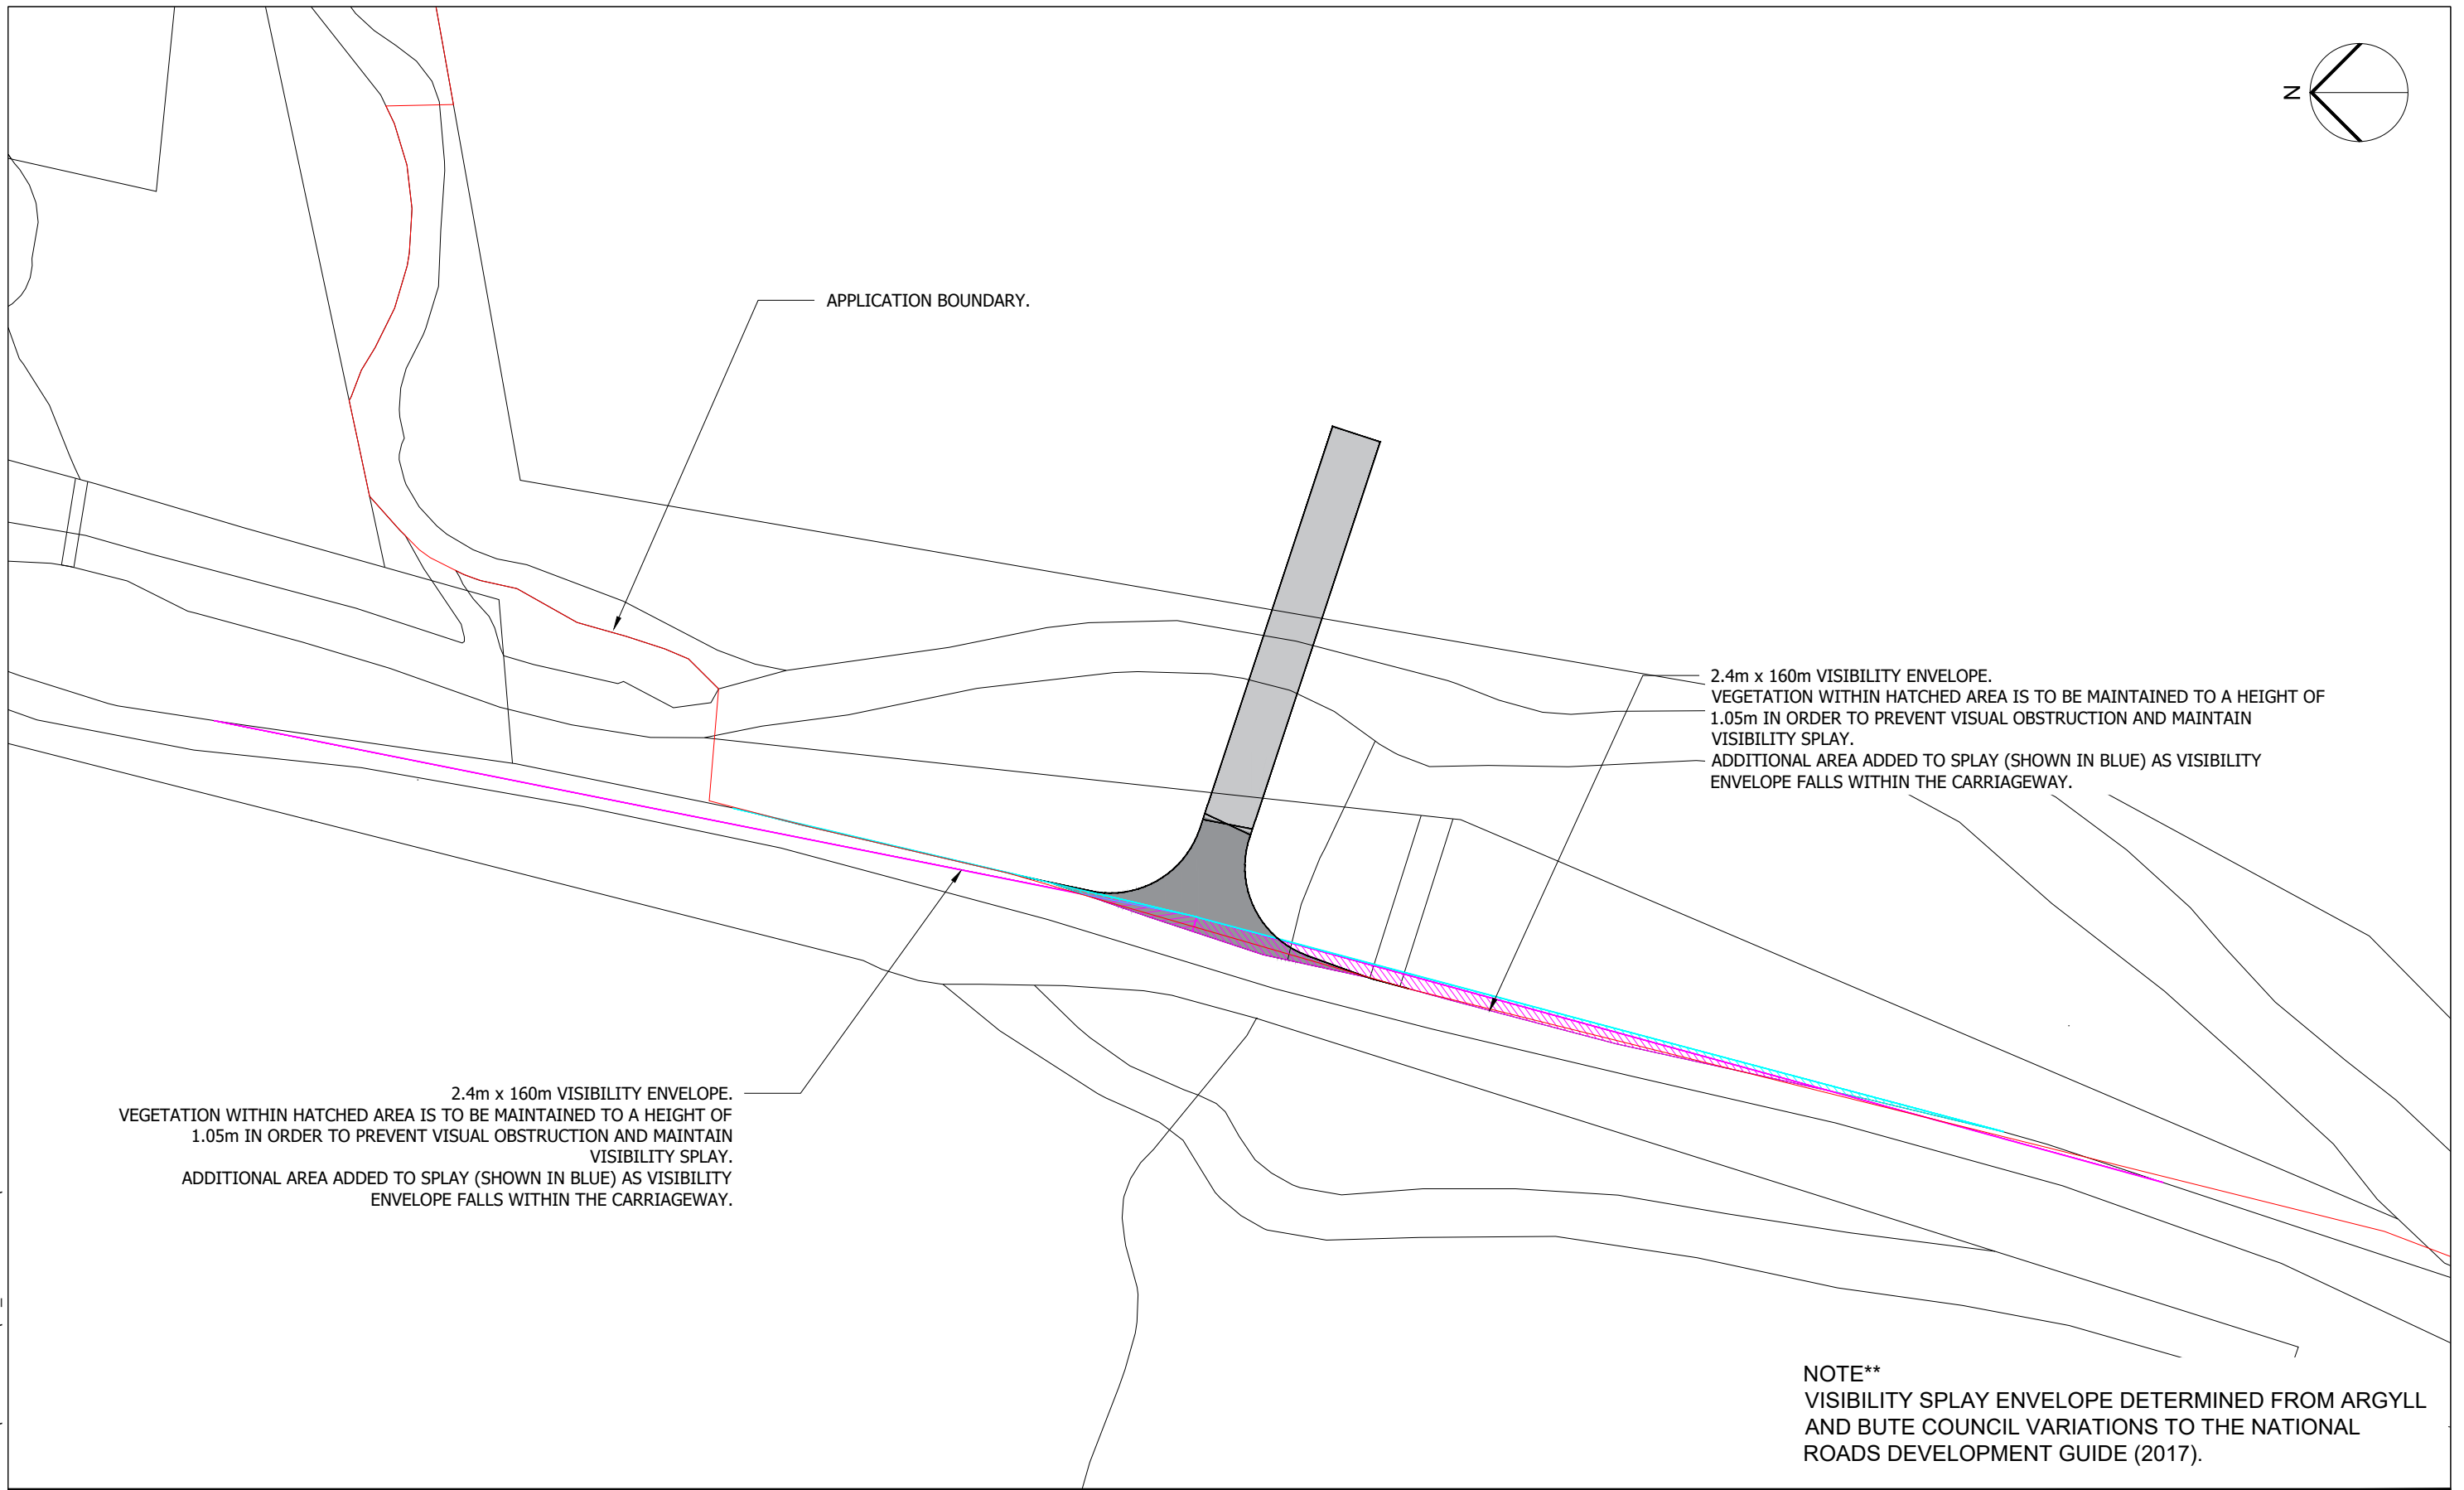 N
APPLICATION BOUNDARY.
2.4m x 160m VISIBILITY ENVELOPE.
VEGETATION WITHIN HATCHED AREA IS TO BE MAINTAINED TO A HEIGHT OF
1.05m IN ORDER TO PREVENT VISUAL OBSTRUCTION AND MAINTAIN
VISIBILITY SPLAY.
ADDITIONAL AREA ADDED TO SPLAY (SHOWN IN BLUE) AS VISIBILITY
ENVELOPE FALLS WITHIN THE CARRIAGEWAY.
2.4m x 160m VISIBILITY ENVELOPE.
VEGETATION WITHIN HATCHED AREA IS TO BE MAINTAINED TO A HEIGHT OF
1.05m IN ORDER TO PREVENT VISUAL OBSTRUCTION AND MAINTAIN
VISIBILITY SPLAY.
ADDITIONAL AREA ADDED TO SPLAY (SHOWN IN BLUE) AS VISIBILITY
ENVELOPE FALLS WITHIN THE CARRIAGEWAY.
NOTE**
VISIBILITY SPLAY ENVELOPE DETERMINED FROM ARGYLL
AND BUTE COUNCIL VARIATIONS TO THE NATIONAL
ROADS DEVELOPMENT GUIDE (2017).